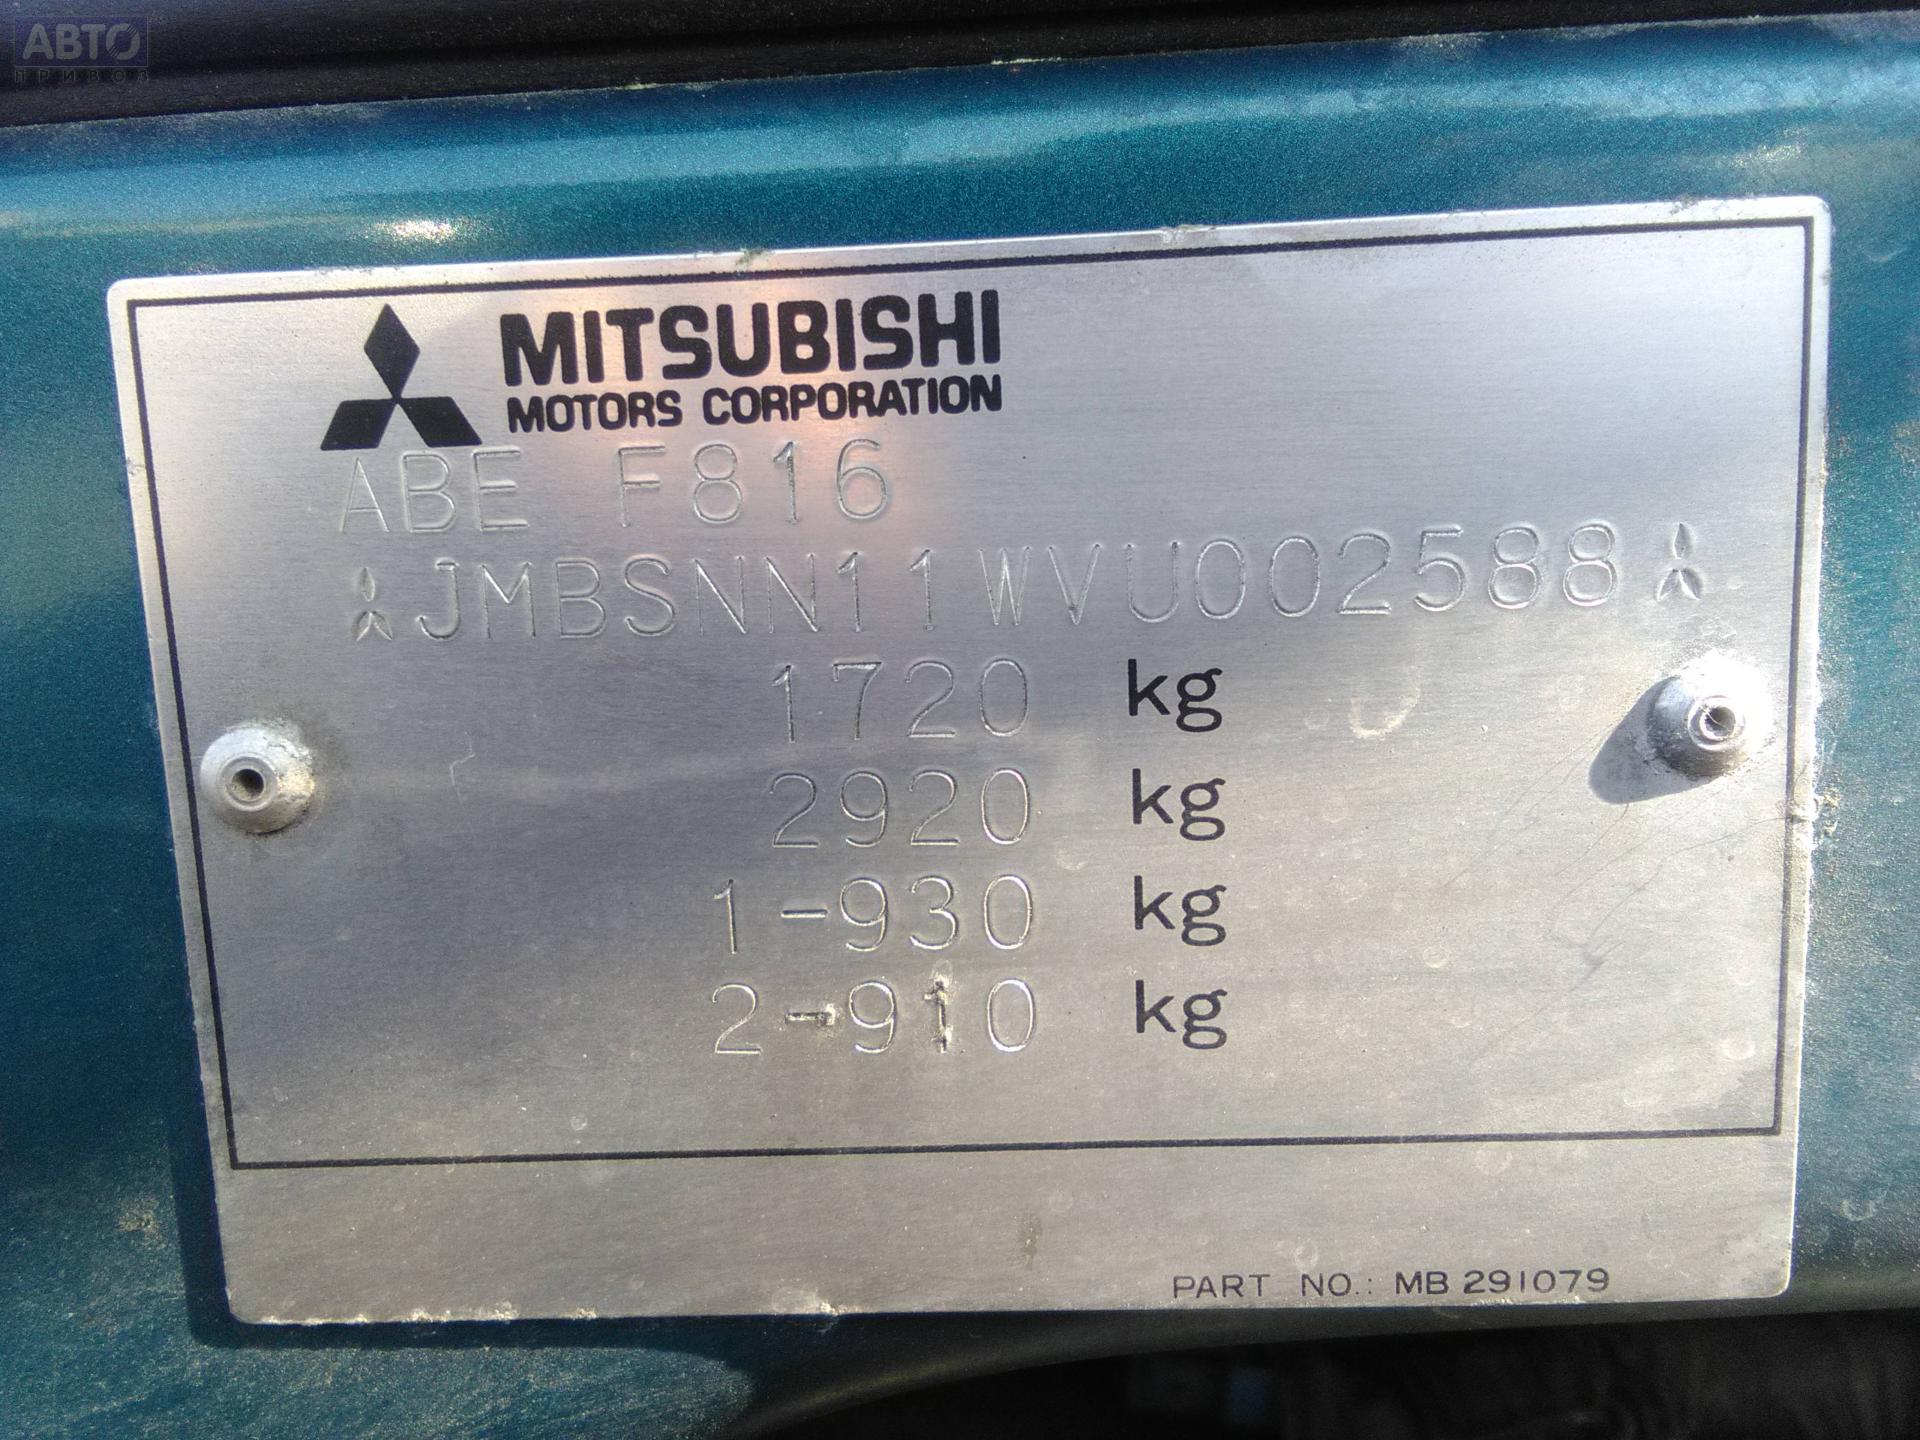 АВТО
ПРИВОЗ
MITSUBISHI
MOTORS CORPORATION
ABE F816
JMBSNN11WVU002588
1720 kg
2920 kg
1-930 kg
2-910 kg
PART NO.: MB 291079